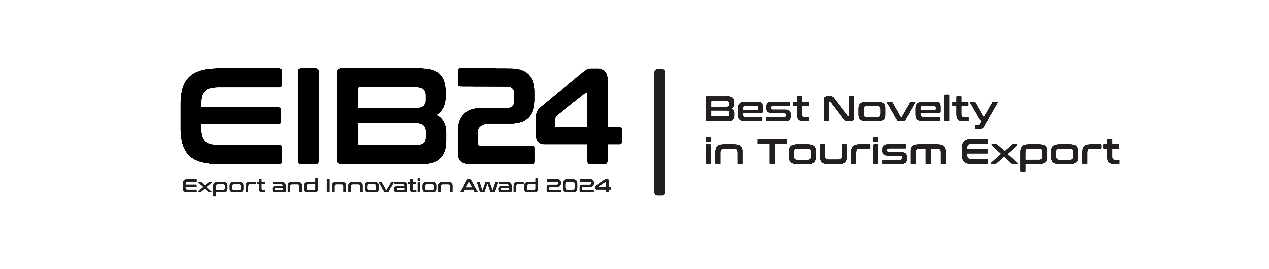 EIB24
Export and Innovation Award 2024
Best Novelty
in Tourism Export